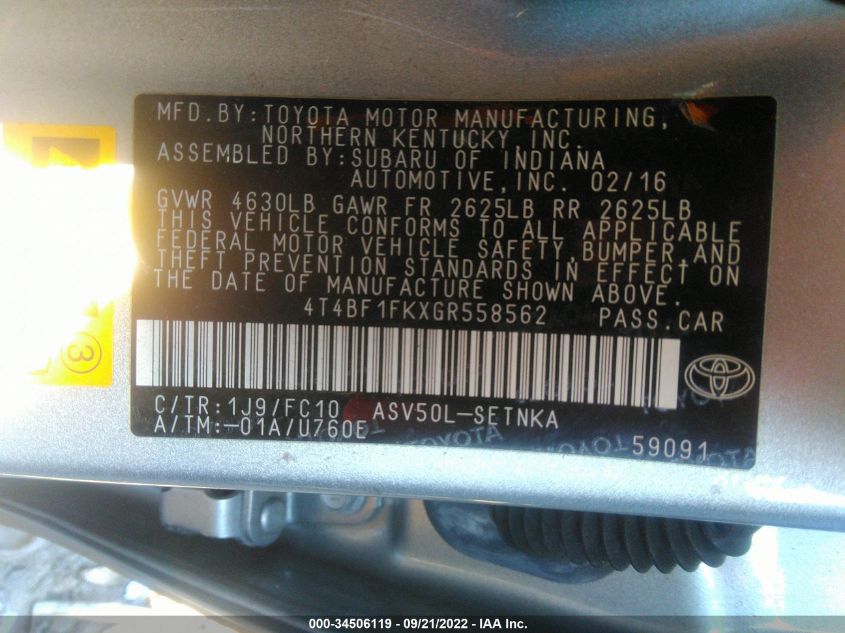 MFD.BY:TOYOTA MOTOR MANUFACTURING,
NORTHERN KENTUCKY,INC.
ASSEMBLED BY:SUBARU OF INDIANA
AUTOMOTIVE,INC. 02/16
GVWR 4630LB GAWR FR 2625LB RR 2625LB
THIS VEHICLE CONFORMS TO ALL APPLICABLE
FEDERAL MOTOR VEHICLE SAFETY,BUMPER,AND
THEFT PREVENTION STANDARDS IN EFFECT ON
THE DATE OF MANUFACTURE SHOWN ABOVE.
4T4BF1FKXGR558562 PASS.CAR
C/TR:1J9/FC10 ASV50L-SETNKA
A/TM:-01A/U760E
59091
TOYOTA
TOYOTA
3
000-34506119 - 09/21/2022 - IAA Inc.